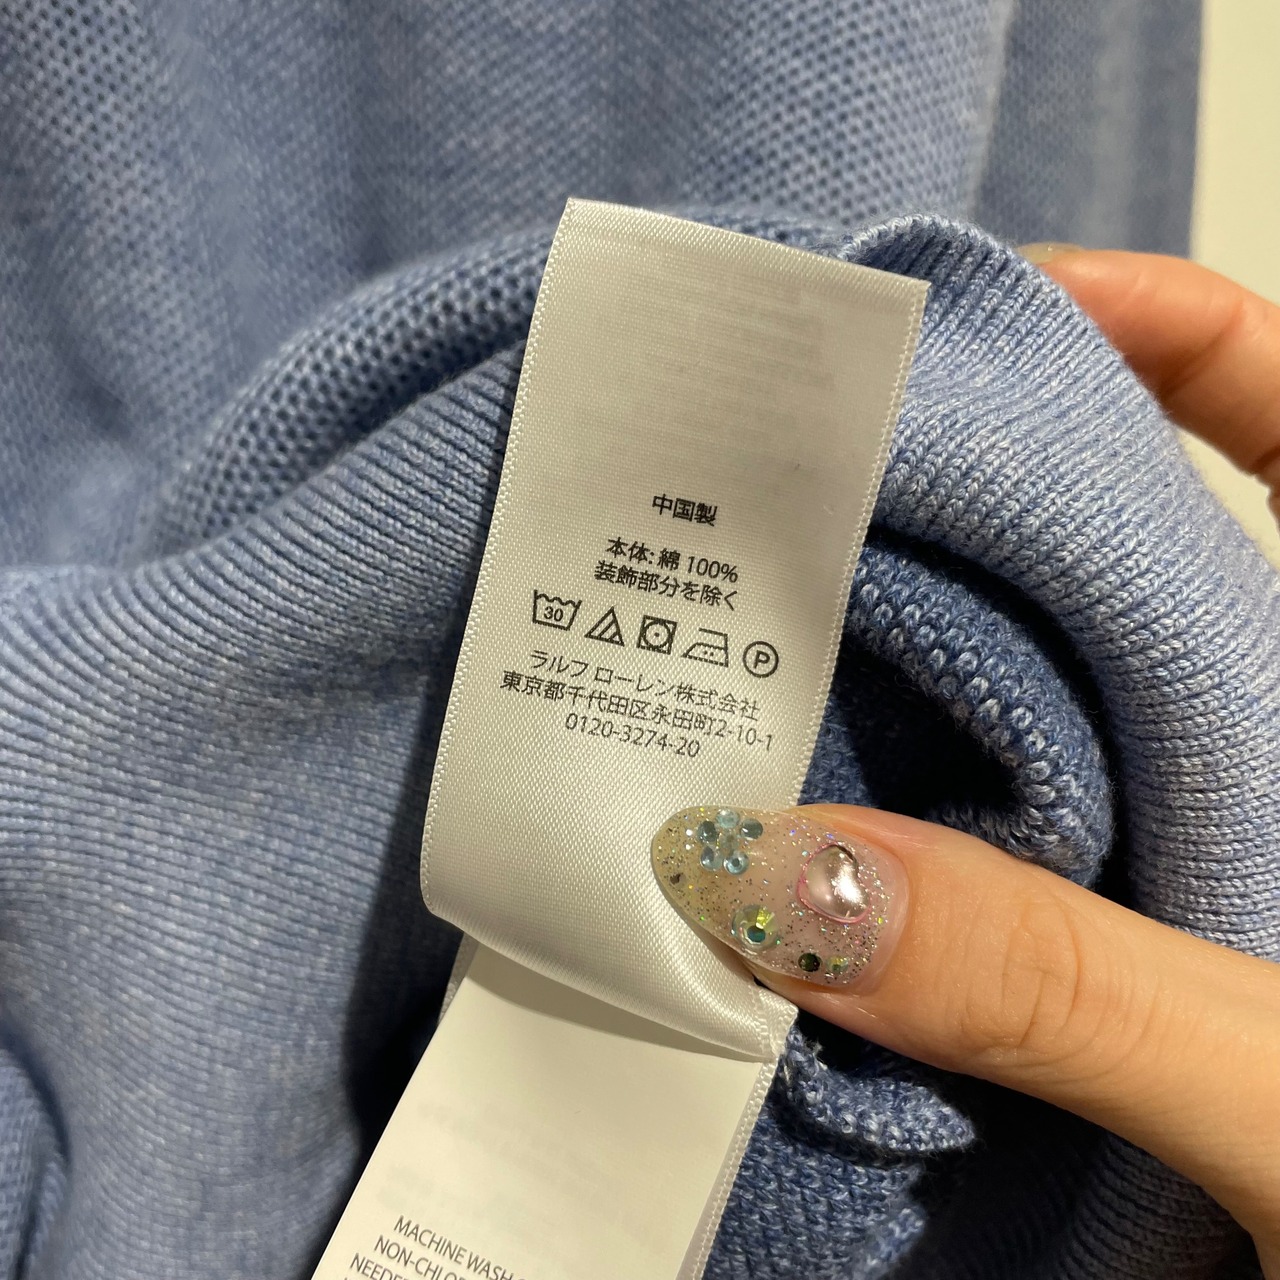 中国製
本体: 綿 100%
装飾部分を除く
30
P
ラルフ ローレン株式会社
東京都千代田区永田町2-10-1
0120-3274-20
MACHINE WASH
NON-CHLO
NEEDE